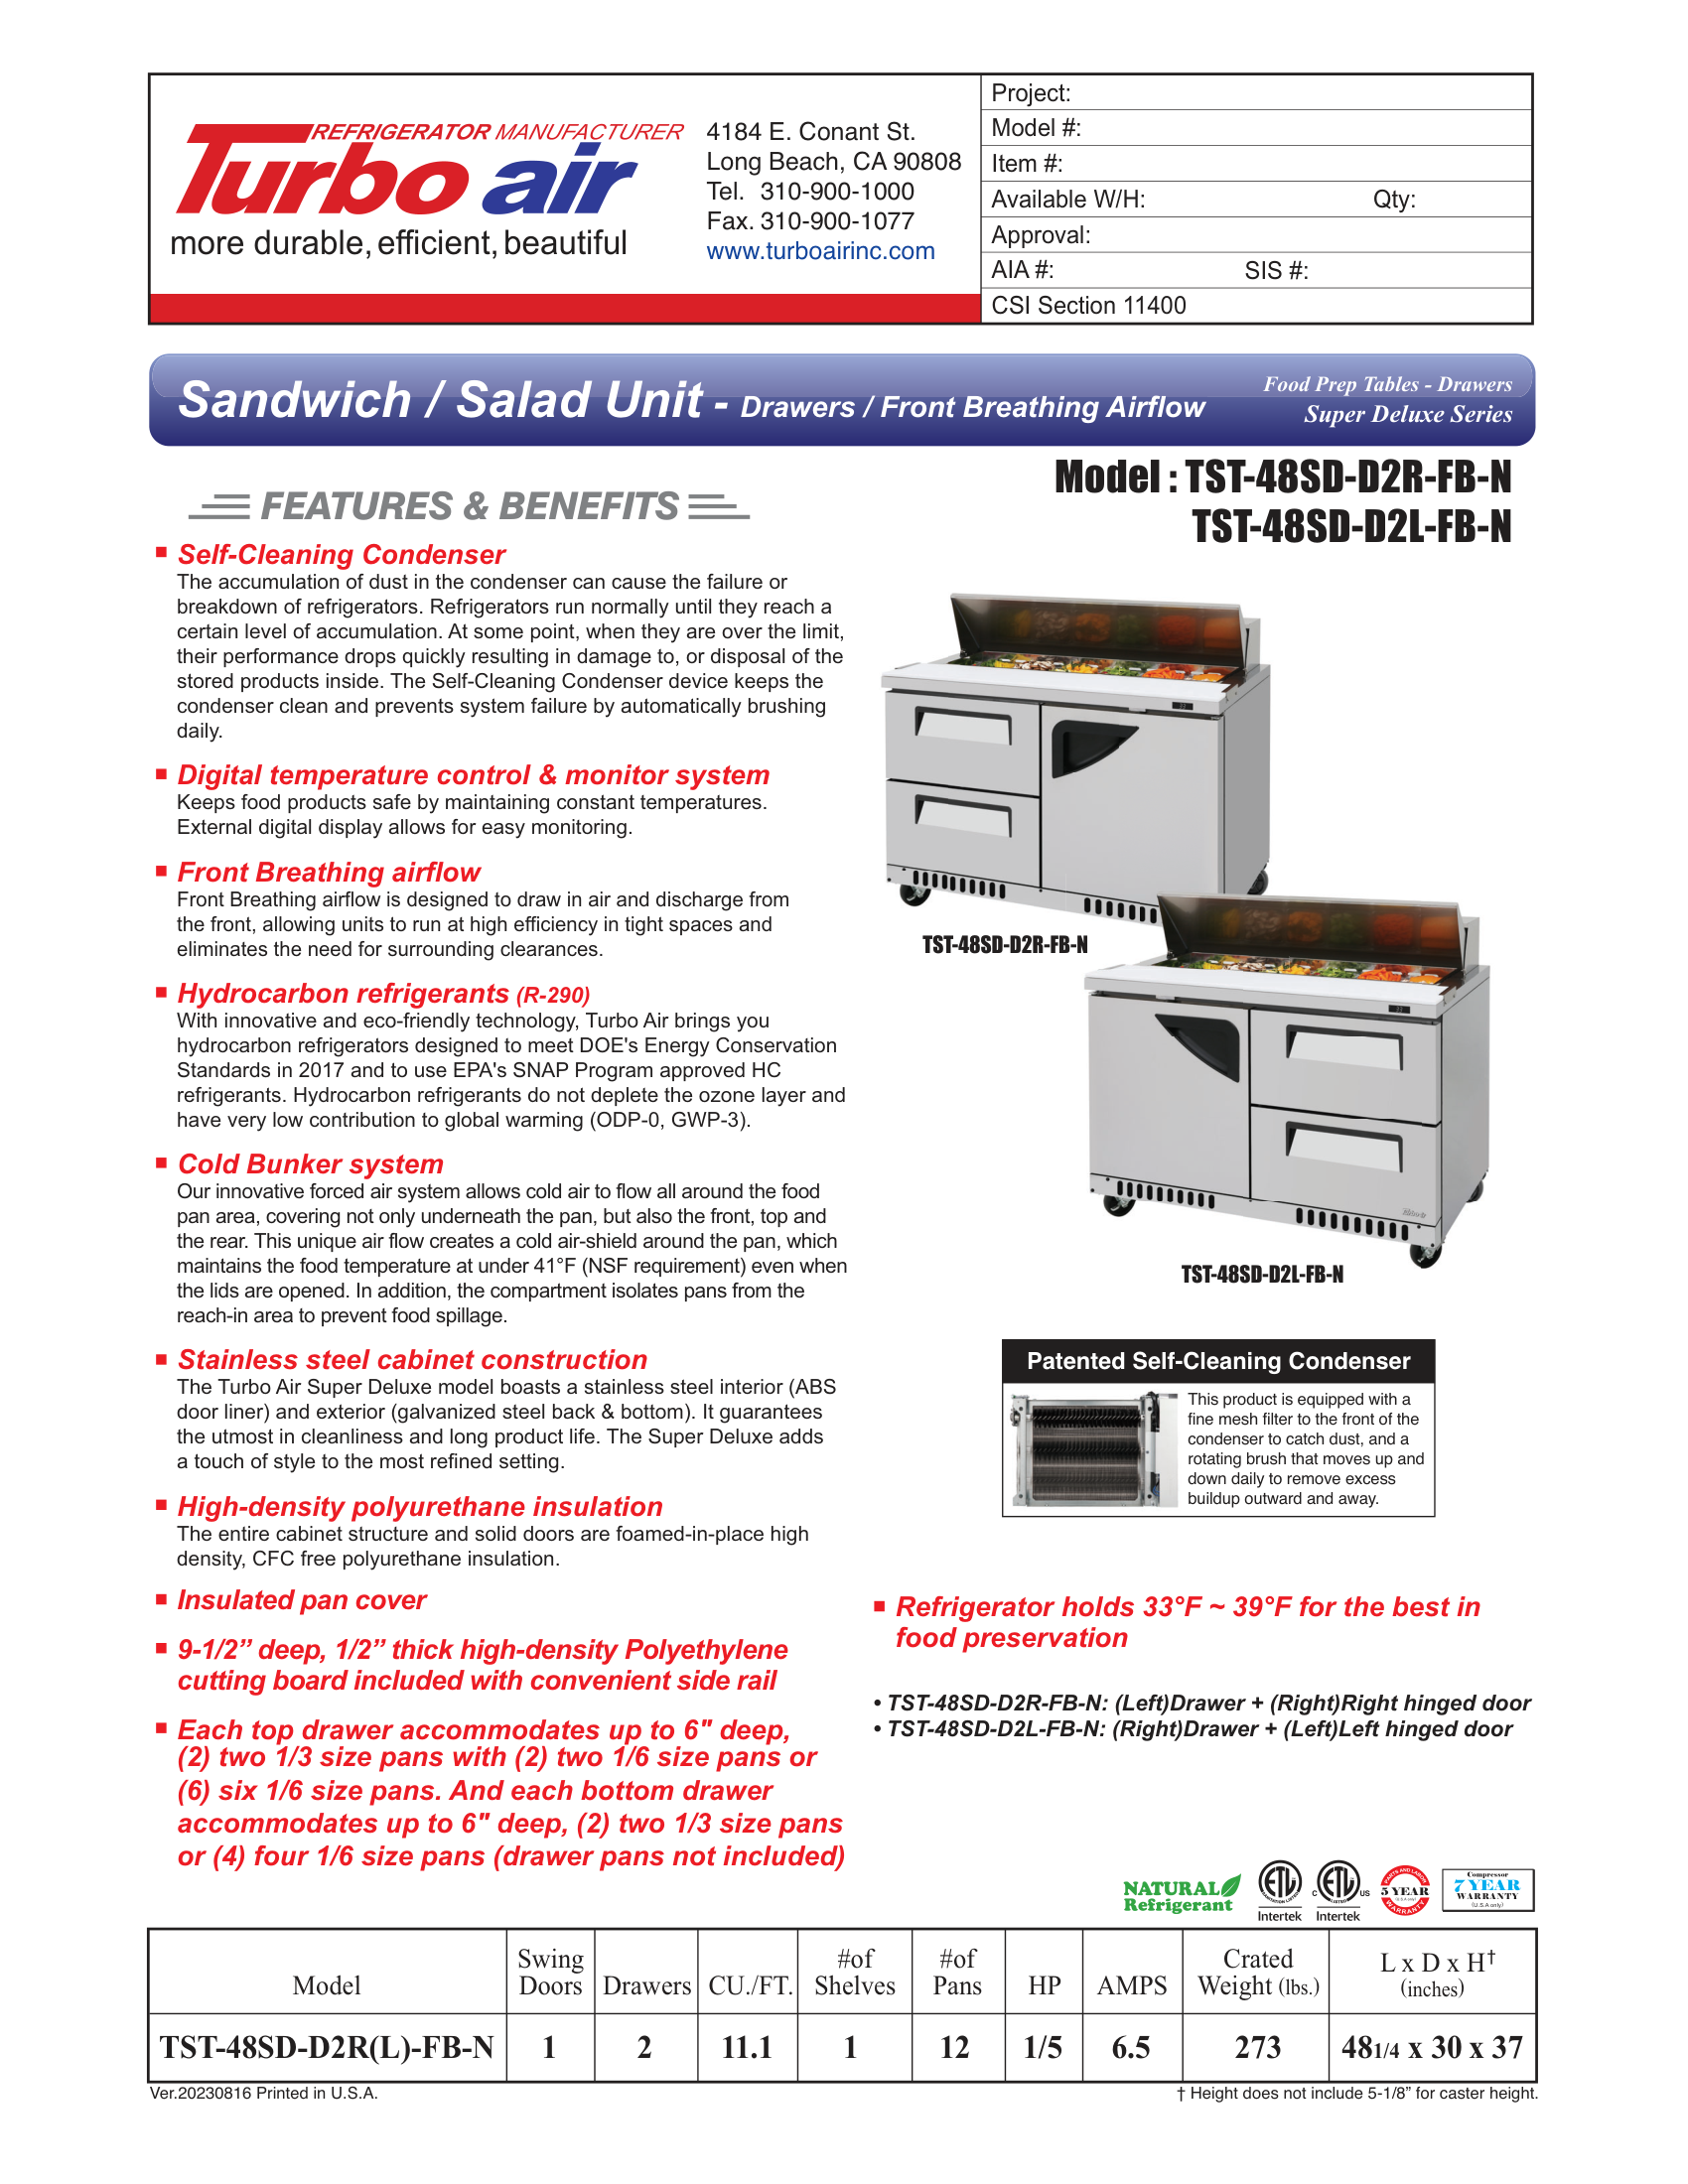 REFRIGERATOR MANUFACTURER
Turbo air
more durable, efficient, beautiful
4184 E. Conant St.
Long Beach, CA 90808
Tel. 310-900-1000
Fax. 310-900-1077
www.turboairinc.com
Project:
Model #:
Item #:
Available W/H: Qty:
Approval:
AIA #: SIS #:
CSI Section 11400
Sandwich / Salad Unit - Drawers / Front Breathing Airflow
Food Prep Tables - Drawers
Super Deluxe Series
Model : TST-48SD-D2R-FB-N
TST-48SD-D2L-FB-N
FEATURES & BENEFITS
Self-Cleaning Condenser
The accumulation of dust in the condenser can cause the failure or
breakdown of refrigerators. Refrigerators run normally until they reach a
certain level of accumulation. At some point, when they are over the limit,
their performance drops quickly resulting in damage to, or disposal of the
stored products inside. The Self-Cleaning Condenser device keeps the
condenser clean and prevents system failure by automatically brushing
daily.
Digital temperature control & monitor system
Keeps food products safe by maintaining constant temperatures.
External digital display allows for easy monitoring.
Front Breathing airflow
Front Breathing airflow is designed to draw in air and discharge from
the front, allowing units to run at high efficiency in tight spaces and
eliminates the need for surrounding clearances.
Hydrocarbon refrigerants (R-290)
With innovative and eco-friendly technology, Turbo Air brings you
hydrocarbon refrigerators designed to meet DOE's Energy Conservation
Standards in 2017 and to use EPA's SNAP Program approved HC
refrigerants. Hydrocarbon refrigerants do not deplete the ozone layer and
have very low contribution to global warming (ODP-0, GWP-3).
Cold Bunker system
Our innovative forced air system allows cold air to flow all around the food
pan area, covering not only underneath the pan, but also the front, top and
the rear. This unique air flow creates a cold air-shield around the pan, which
maintains the food temperature at under 41°F (NSF requirement) even when
the lids are opened. In addition, the compartment isolates pans from the
reach-in area to prevent food spillage.
Stainless steel cabinet construction
The Turbo Air Super Deluxe model boasts a stainless steel interior (ABS
door liner) and exterior (galvanized steel back & bottom). It guarantees
the utmost in cleanliness and long product life. The Super Deluxe adds
a touch of style to the most refined setting.
High-density polyurethane insulation
The entire cabinet structure and solid doors are foamed-in-place high
density, CFC free polyurethane insulation.
Insulated pan cover
9-1/2” deep, 1/2” thick high-density Polyethylene
cutting board included with convenient side rail
Each top drawer accommodates up to 6" deep,
(2) two 1/3 size pans with (2) two 1/6 size pans or
(6) six 1/6 size pans. And each bottom drawer
accommodates up to 6" deep, (2) two 1/3 size pans
or (4) four 1/6 size pans (drawer pans not included)
TST-48SD-D2R-FB-N
TST-48SD-D2L-FB-N
Patented Self-Cleaning Condenser
This product is equipped with a
fine mesh filter to the front of the
condenser to catch dust, and a
rotating brush that moves up and
down daily to remove excess
buildup outward and away.
Refrigerator holds 33°F ~ 39°F for the best in
food preservation
• TST-48SD-D2R-FB-N: (Left)Drawer + (Right)Right hinged door
• TST-48SD-D2L-FB-N: (Right)Drawer + (Left)Left hinged door
NATURAL
Refrigerant
ETL
Intertek
C ETL US
Intertek
PARTS AND LABOR
5 YEAR
WARRANTY
Compressor
7 YEAR
WARRANTY
(U.S.A only)
Model
Swing Doors
Drawers
CU./FT.
#of Shelves
#of Pans
HP
AMPS
Crated Weight (lbs.)
L x D x H† (inches)
TST-48SD-D2R(L)-FB-N 1 2 11.1 1 12 1/5 6.5 273 481/4 x 30 x 37
Ver.20230816 Printed in U.S.A.
† Height does not include 5-1/8” for caster height.